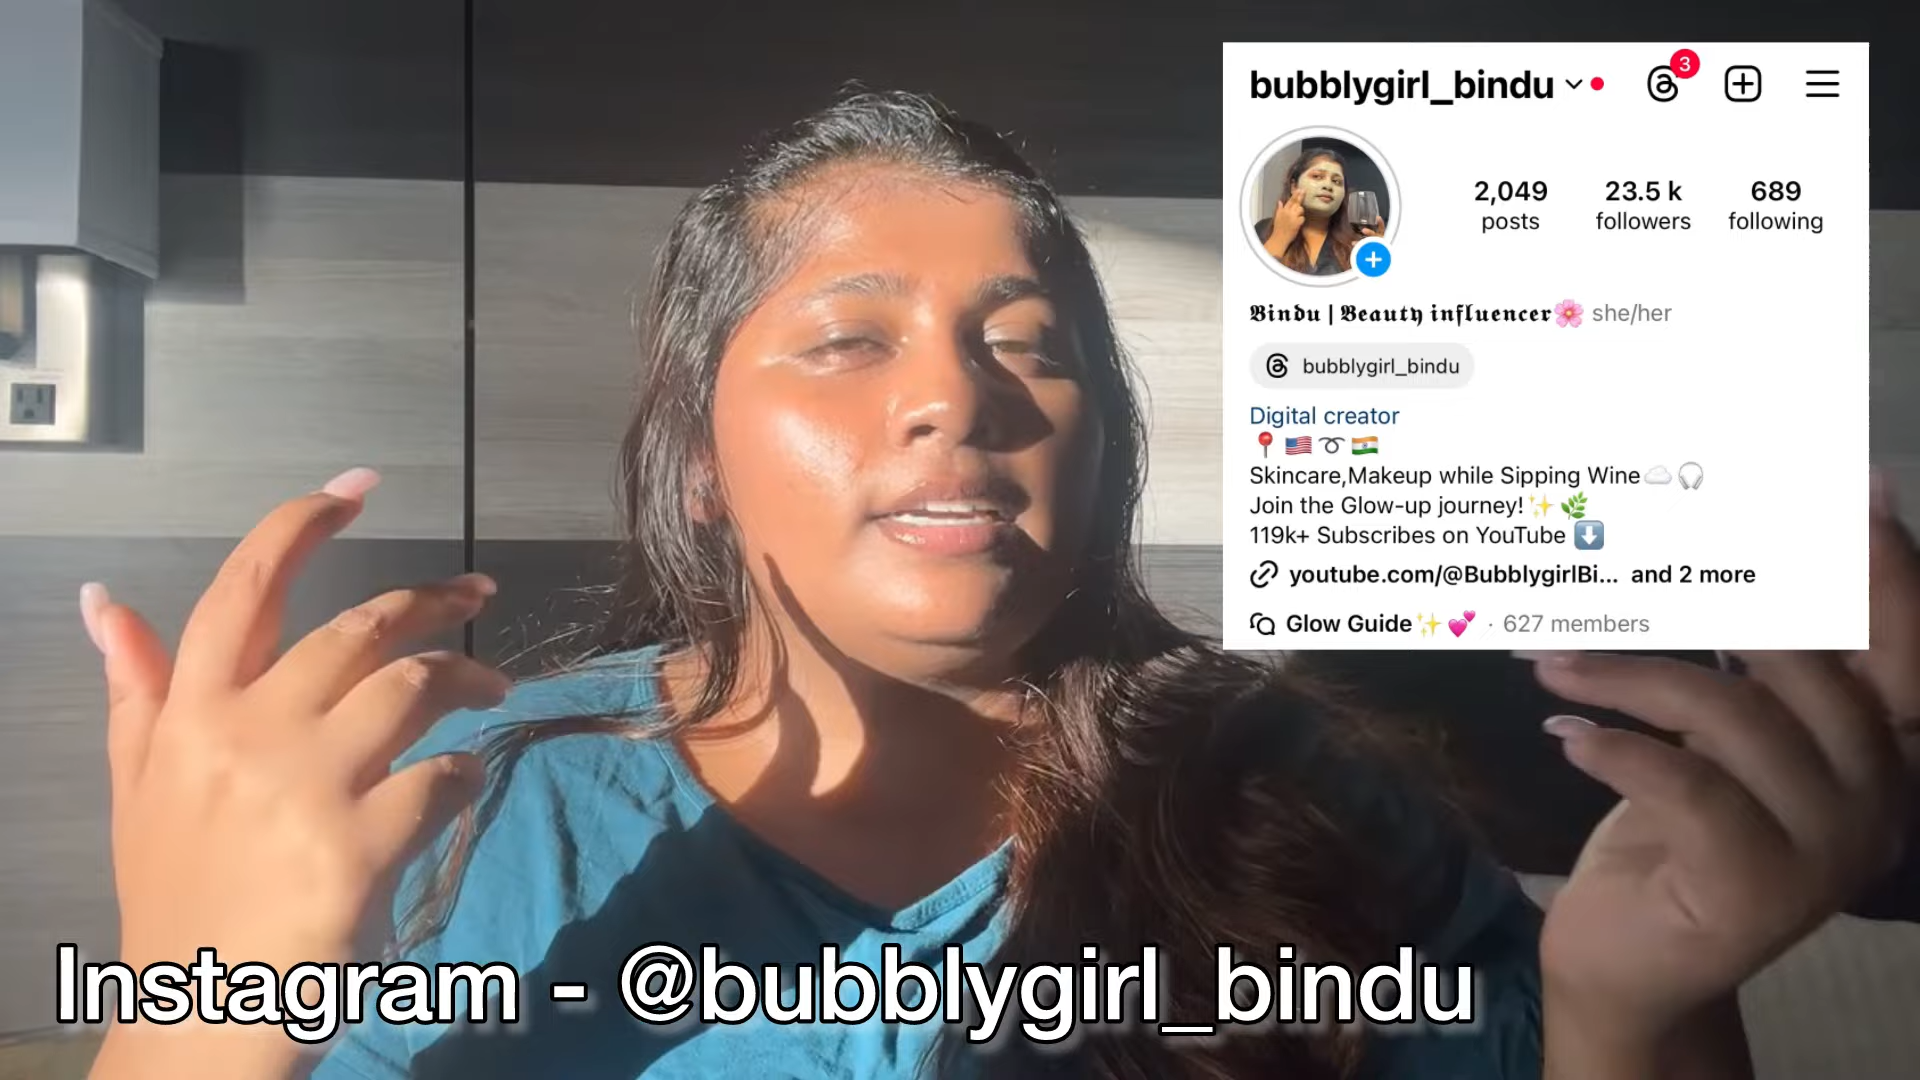 bubblygirl_bindu
3
2,049 23.5 k 689
posts followers following
𝕭𝖎𝖓𝖉𝖚 | 𝕭𝖊𝖆𝖚𝖙𝖞 𝖎𝖓𝖋𝖑𝖚𝖊𝖓𝖈𝖊𝖗🌸 she/her
bubblygirl_bindu
Digital creator
📍🇺🇸➰🇮🇳
Skincare,Makeup while Sipping Wine☁️🎧
Join the Glow-up journey!✨🌿
119k+ Subscribes on YouTube ⬇️
youtube.com/@BubblygirlBi... and 2 more
Glow Guide✨💕 · 627 members
Instagram - @bubblygirl_bindu